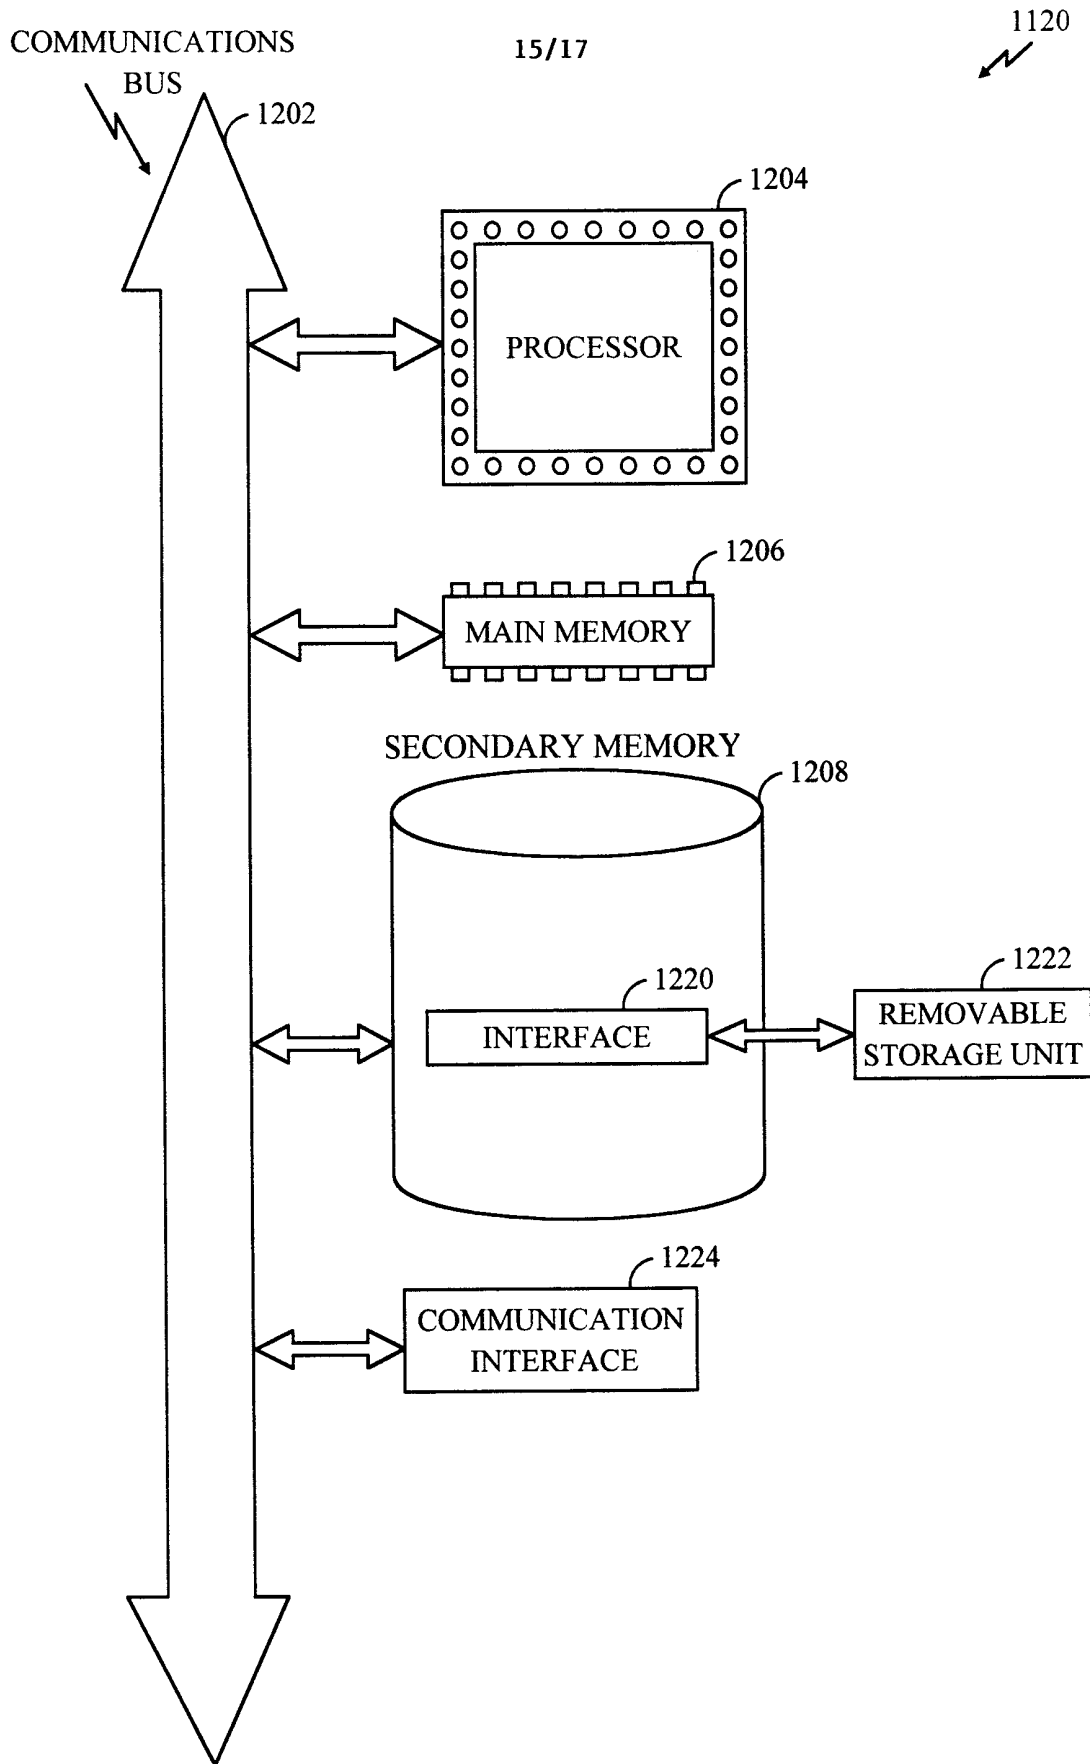 1120
COMMUNICATIONS
BUS
15/17
1202
1204
PROCESSOR
1206
MAIN MEMORY
SECONDARY MEMORY
1208
1220
INTERFACE
1222
REMOVABLE
STORAGE UNIT
1224
COMMUNICATION
INTERFACE